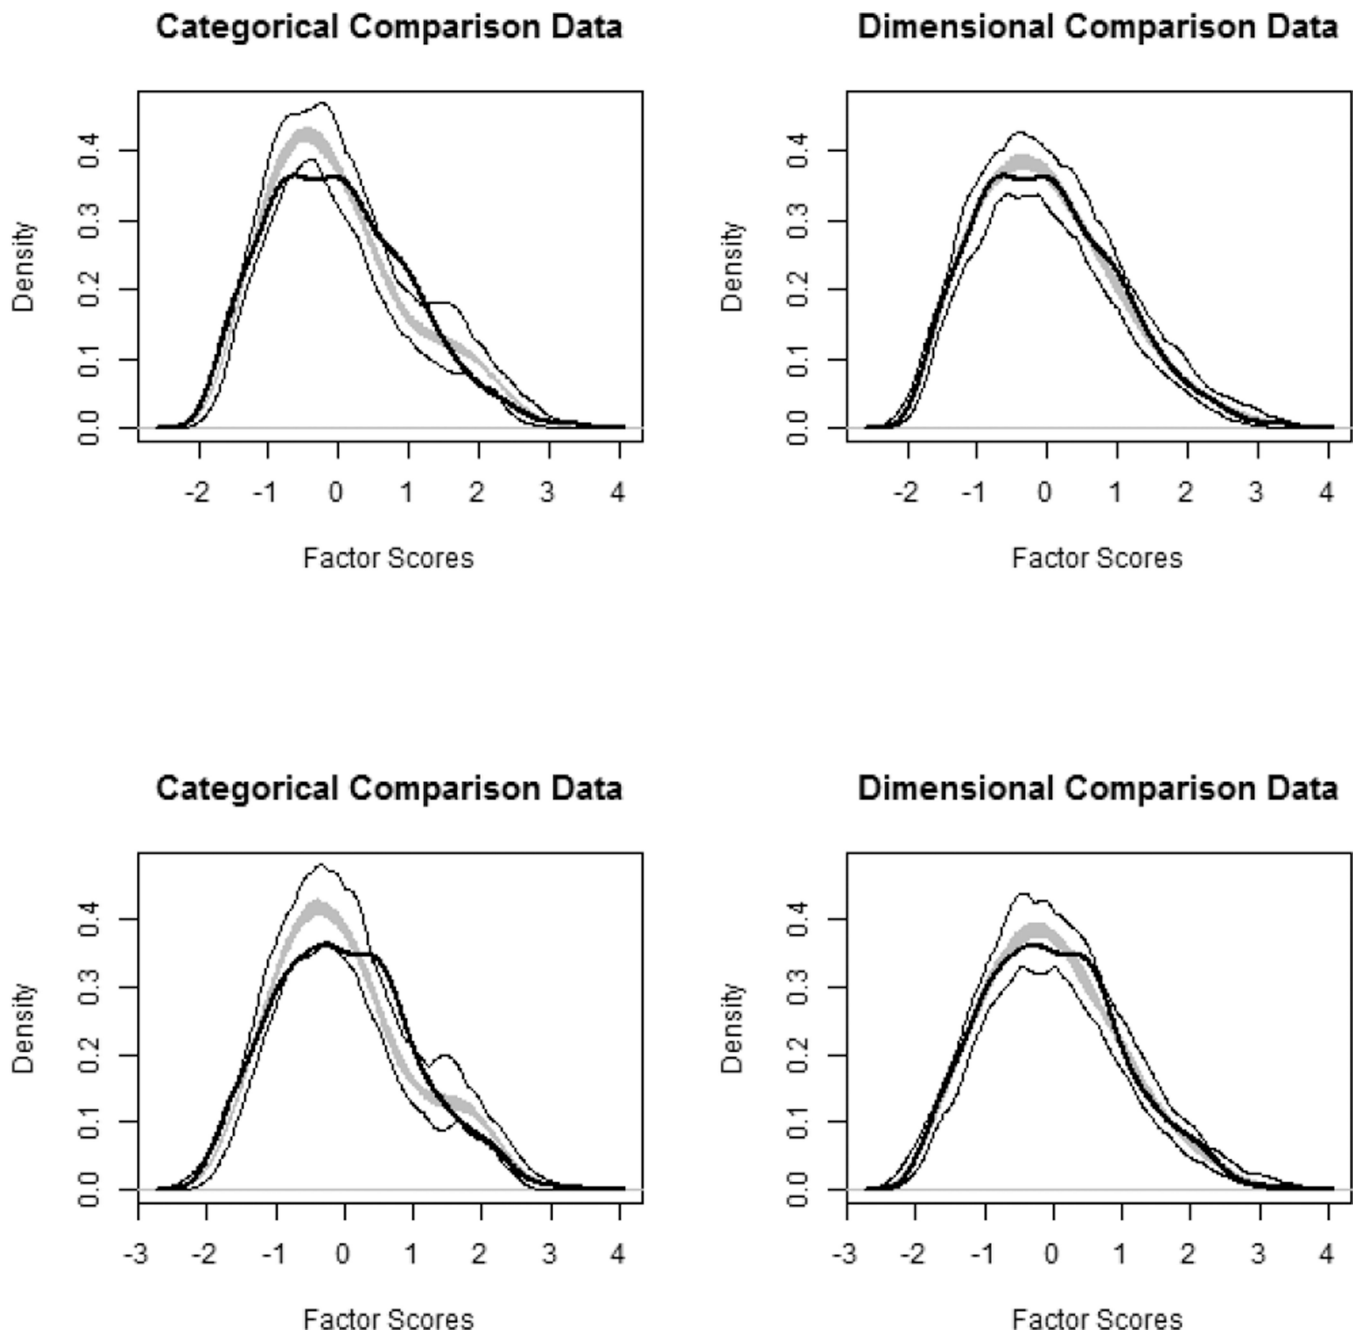 Categorical Comparison Data
Density
0.0 0.1 0.2 0.3 0.4
-2 -1 0 1 2 3 4
Factor Scores
Dimensional Comparison Data
Density
0.0 0.1 0.2 0.3 0.4
-2 -1 0 1 2 3 4
Factor Scores
Categorical Comparison Data
Density
0.0 0.1 0.2 0.3 0.4
-3 -2 -1 0 1 2 3 4
Factor Scores
Dimensional Comparison Data
Density
0.0 0.1 0.2 0.3 0.4
-3 -2 -1 0 1 2 3 4
Factor Scores